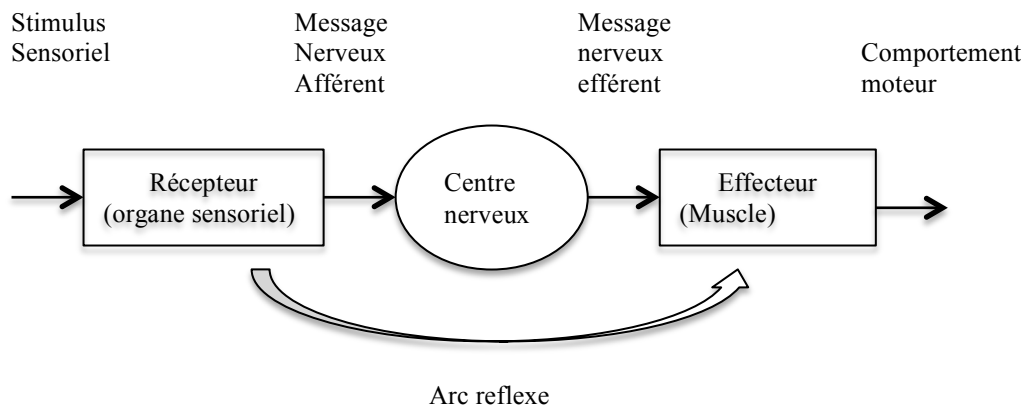 Stimulus
Sensoriel
Message
Nerveux
Afférent
Message
nerveux
efférent
Comportement
moteur
Récepteur
(organe sensoriel)
Centre
nerveux
Effecteur
(Muscle)
Arc reflexe